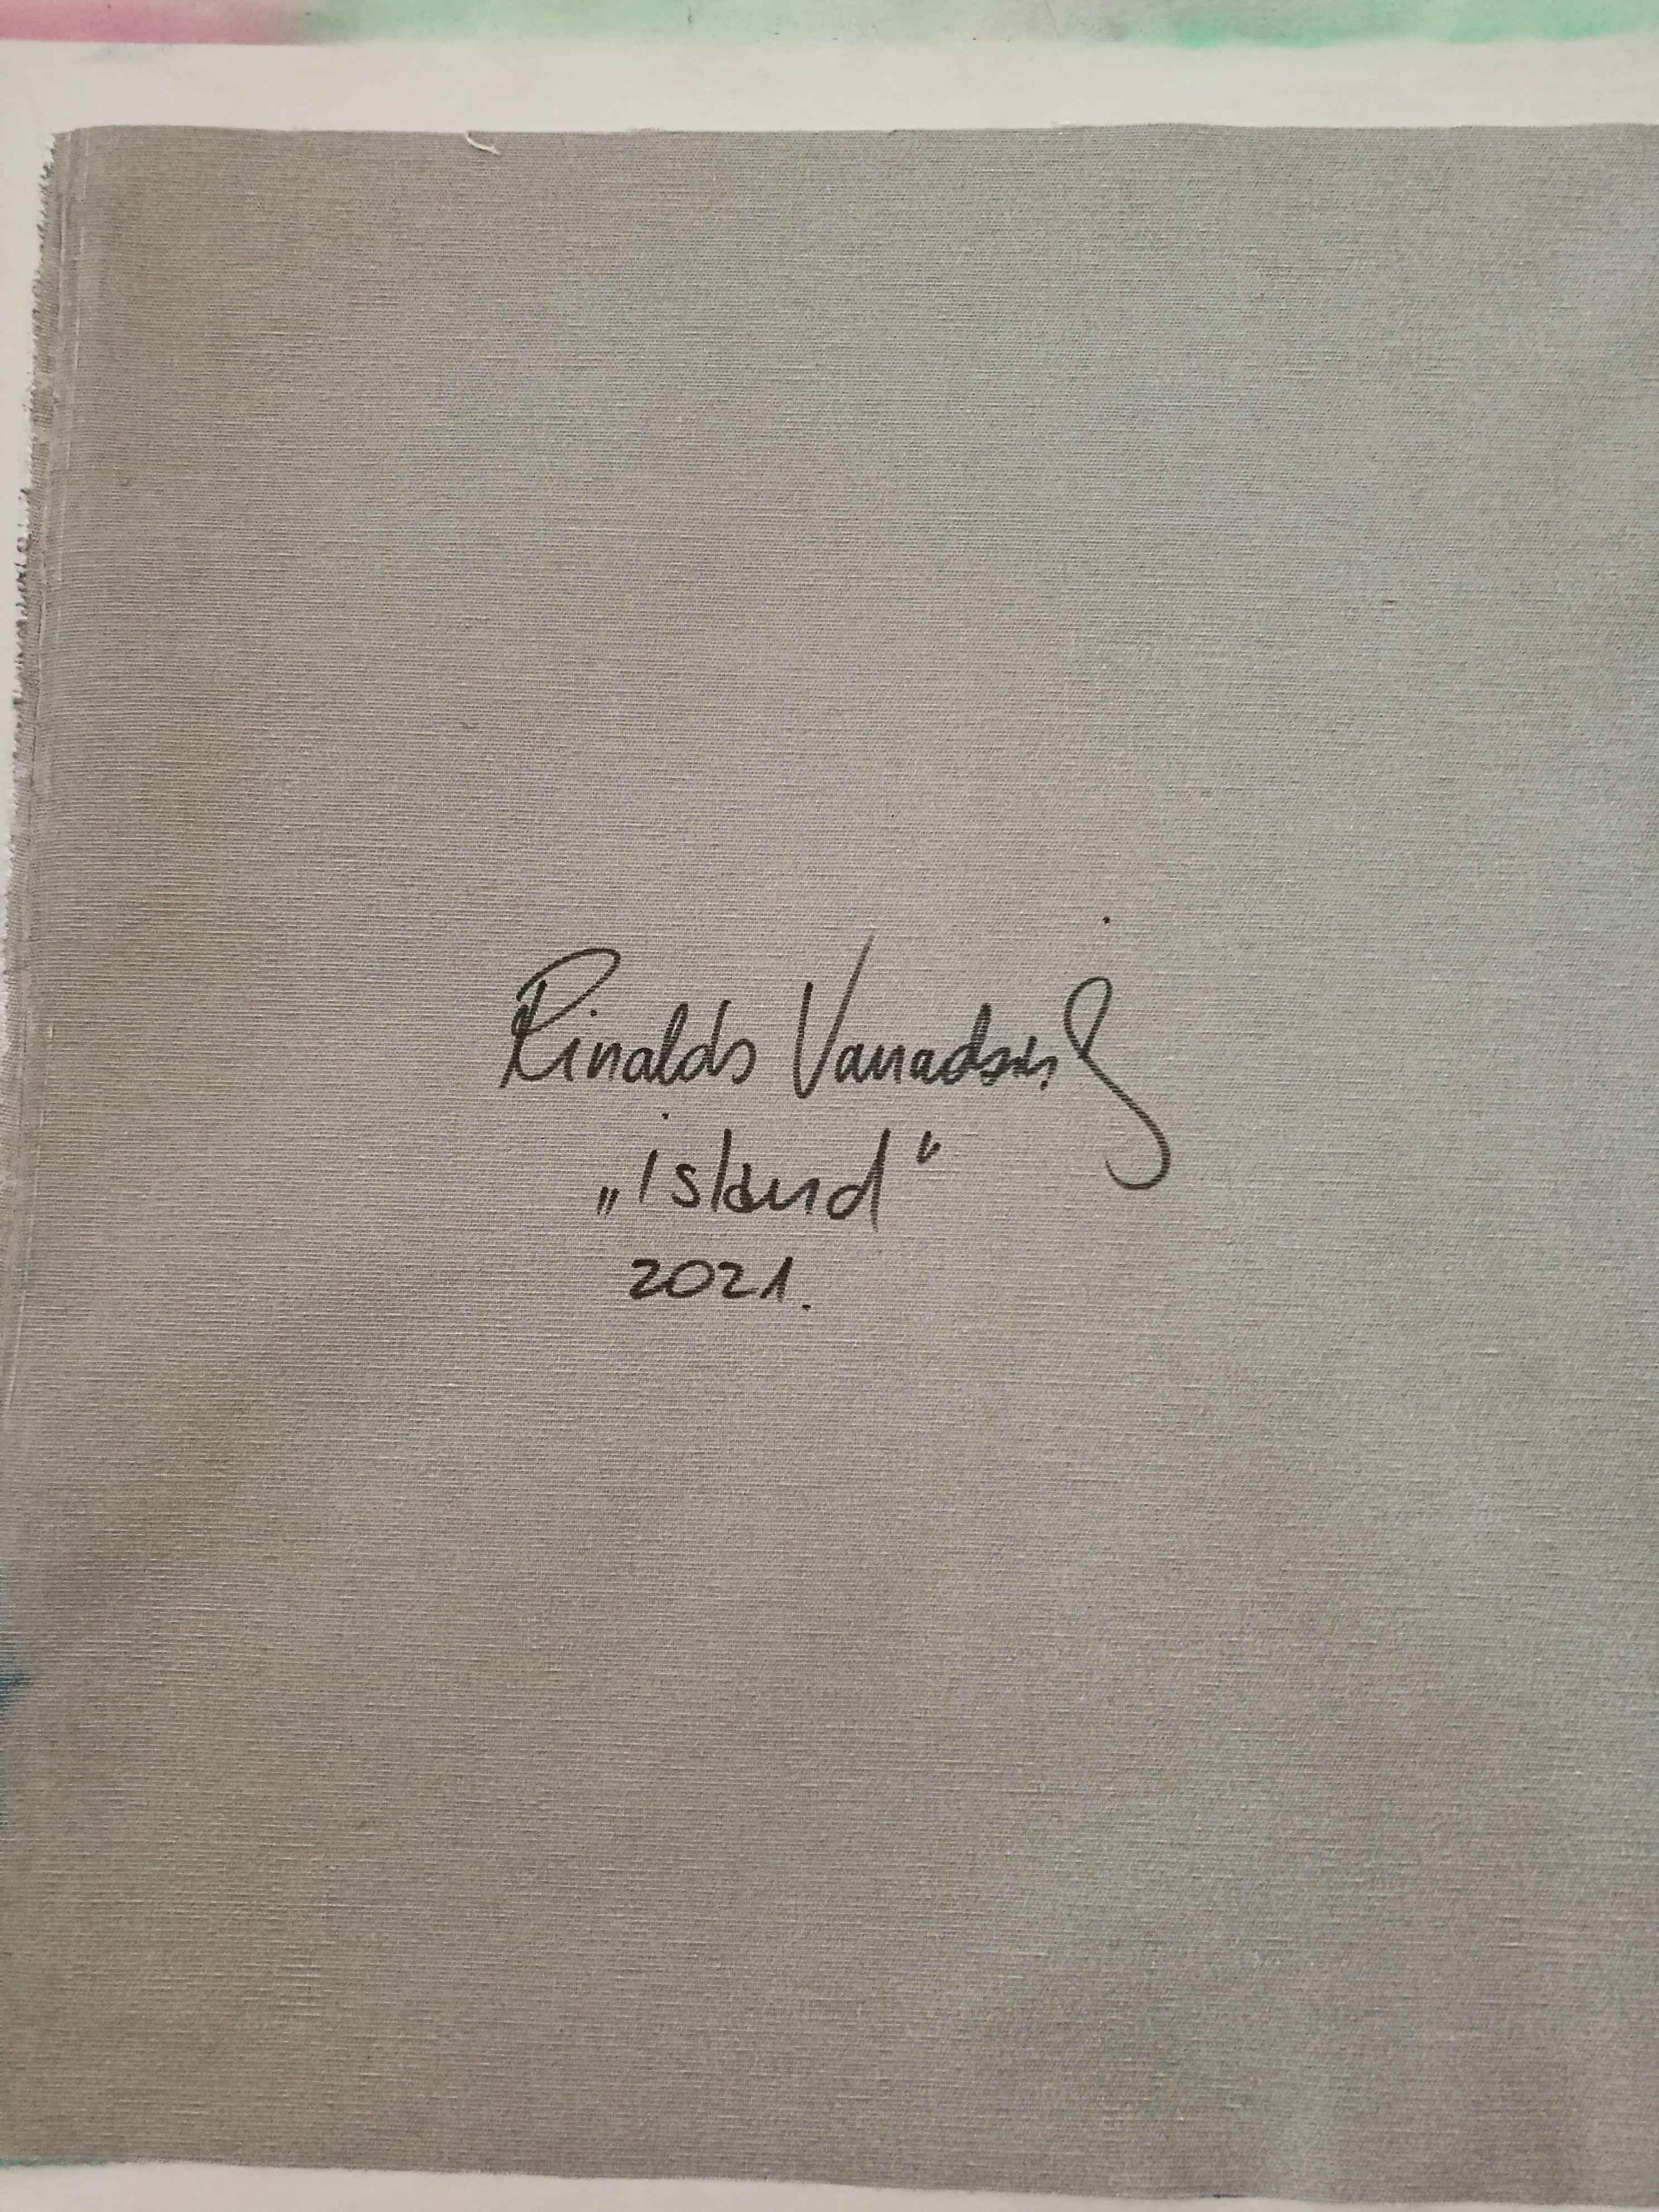 Rinalds Vanadziņš
„island"
2021.